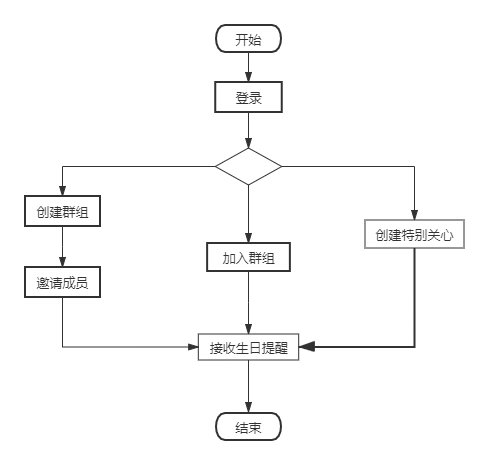 开始
登录
创建群组
加入群组
创建特别关心
邀请成员
接收生日提醒
结束